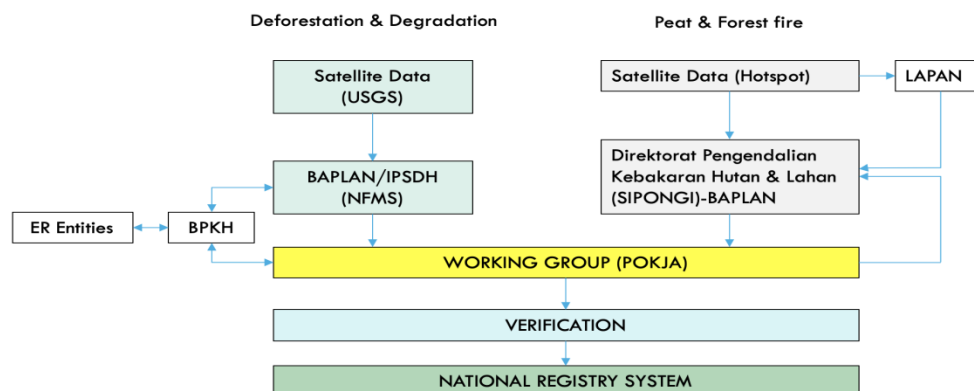 Deforestation & Degradation
Peat & Forest fire
Satellite Data
(USGS)
Satellite Data (Hotspot)
LAPAN
BAPLAN/IPSDH
(NFMS)
Direktorat Pengendalian
Kebakaran Hutan & Lahan
(SIPONGI)-BAPLAN
ER Entities
BPKH
WORKING GROUP (POKJA)
VERIFICATION
NATIONAL REGISTRY SYSTEM